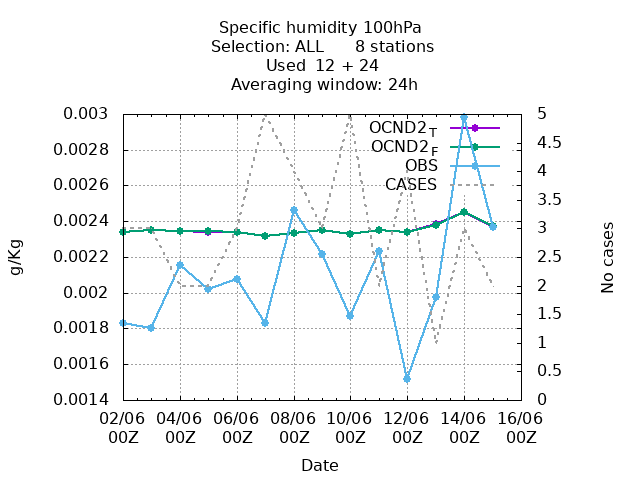 Specific humidity 100hPa
Selection: ALL 8 stations
Used 12 + 24
Averaging window: 24h
0.003
0.0028
0.0026
0.0024
0.0022
0.002
0.0018
0.0016
0.0014
g/Kg
OCND2T
OCND2F
OBS
CASES
5
4.5
4
3.5
3
2.5
2
1.5
1
0.5
0
No cases
02/06 04/06 06/06 08/06 10/06 12/06 14/06 16/06
00Z 00Z 00Z 00Z 00Z 00Z 00Z 00Z
Date